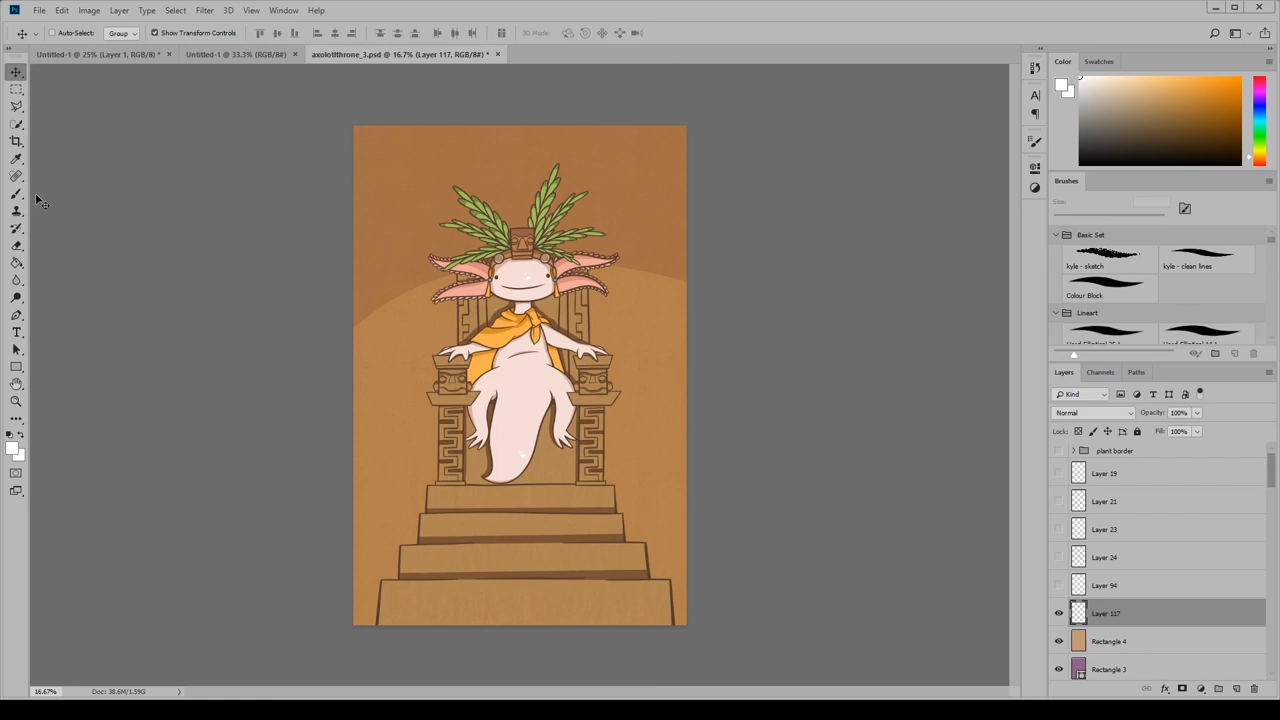 Ps File Edit Image Layer Type Select Filter 3D View Window Help
Auto-Select: Group Show Transform Controls 3D Mode:
Untitled-1 @ 25% (Layer 1, RGB/8) * Untitled-1 @ 33.3% (RGB/8#) axolotlthrone_3.psd @ 16.7% (Layer 117, RGB/8#) *
Color Swatches
Brushes
Size:
Basic Set
kyle - sketch kyle - clean lines
Colour Block
Lineart
Layers Channels Paths
Kind
Normal Opacity: 100%
Lock: Fill: 100%
plant border
Layer 19
Layer 21
Layer 23
Layer 24
Layer 94
Layer 117
Rectangle 4
Rectangle 3
16.67% Doc: 38.6M/1.59G